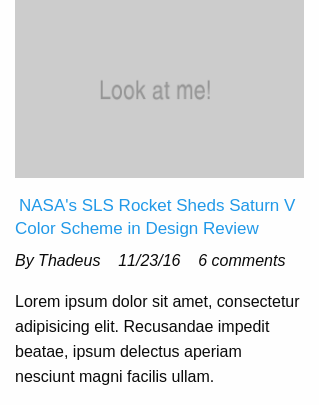 Look at me!
NASA's SLS Rocket Sheds Saturn V
Color Scheme in Design Review
By Thadeus 11/23/16 6 comments
Lorem ipsum dolor sit amet, consectetur
adipisicing elit. Recusandae impedit
beatae, ipsum delectus aperiam
nesciunt magni facilis ullam.